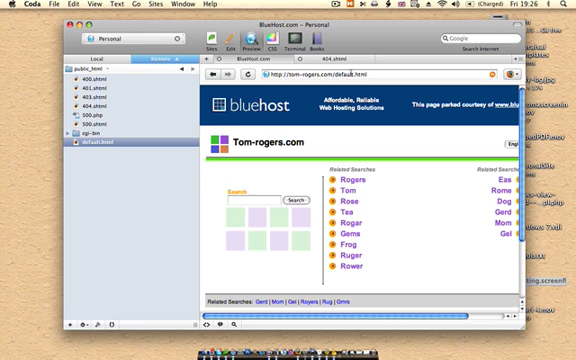 Coda File Edit View Text Sites Window Help
(Charged) Fri 19:26
BlueHost.com – Personal
Personal
Sites Edit Preview CSS Terminal Books
Google
Search Internet
Local Remote
BlueHost.com 404.shtml
public_html
http://tom-rogers.com/default.html
400.shtml
401.shtml
403.shtml
404.shtml
500.php
500.shtml
cgi-bin
default.html
bluehost
Affordable, Reliable
Web Hosting Solutions
This page parked courtesy of www.blu
Tom-rogers.com
Engl
Related Searches
Rogers
Tom
Rose
Tea
Rogar
Gems
Frog
Ruger
Rower
Related Searches
Eas
Rome
Dog
Gerd
Mom
Gel
Search
Search
Related Searches: Gerd | Mom | Gel | Royers | Rug | Gmrs